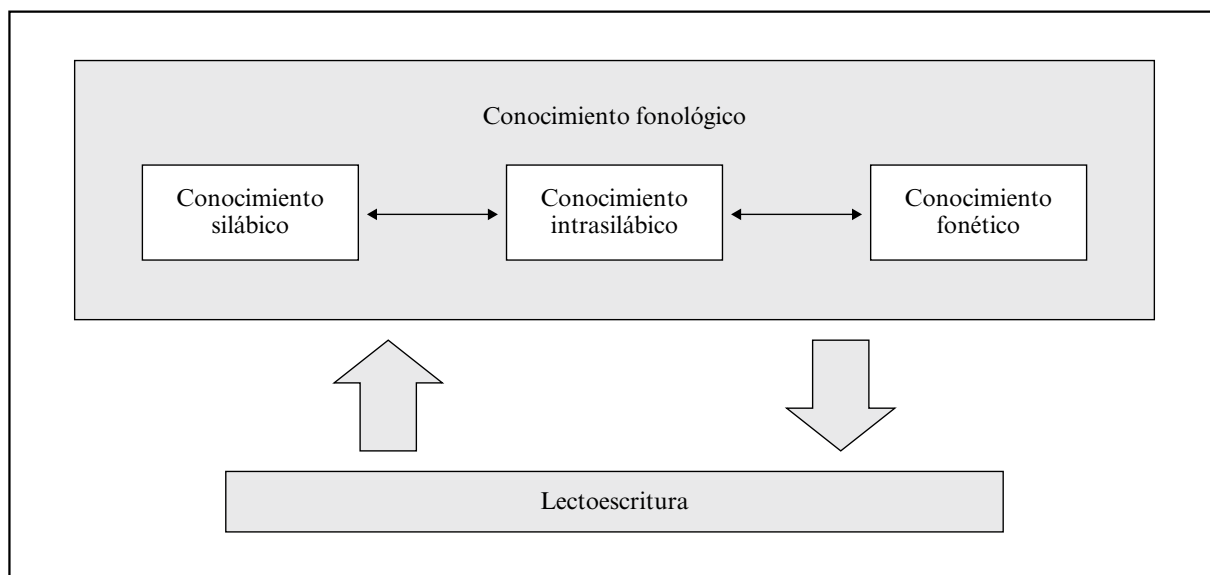 Conocimiento fonológico
Conocimiento
silábico
Conocimiento
intrasilábico
Conocimiento
fonético
Lectoescritura